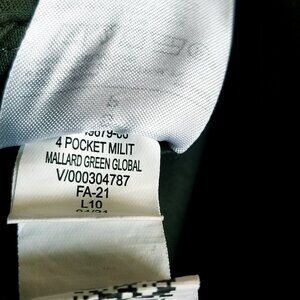 4 POCKET MILIT
MALLARD GREEN GLOBAL
V/000304787
FA-21
L10